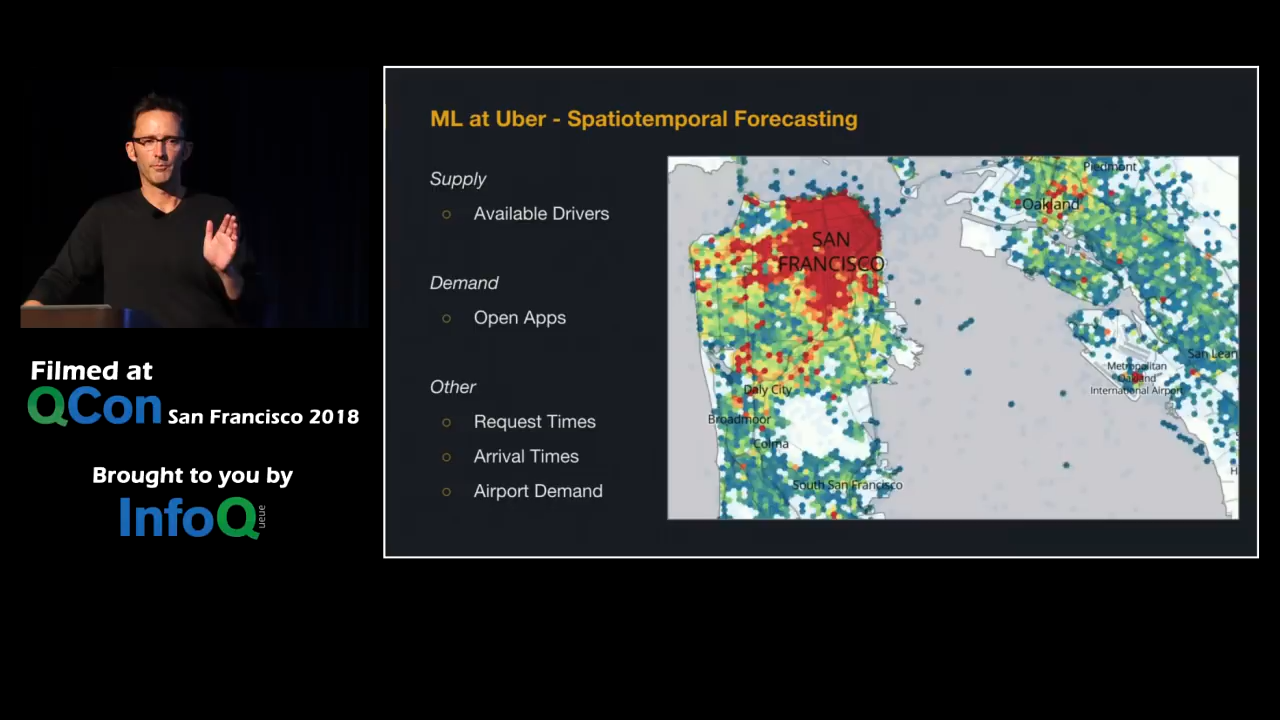 ML at Uber - Spatiotemporal Forecasting
Supply
Available Drivers
Demand
Open Apps
Other
Request Times
Arrival Times
Airport Demand
SAN
FRANCISCO
Piedmont
Oakland
San Lean
Metropolitan
Oakland
International Airport
Daly City
Broadmoor
Colma
South San Francisco
H
Filmed at
QCon San Francisco 2018
Brought to you by
InfoQ
ueue